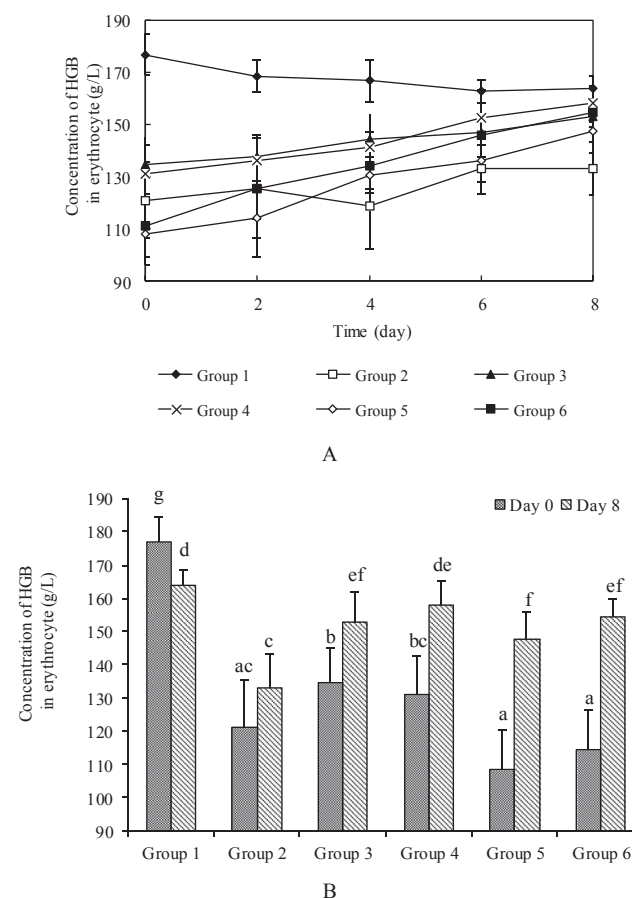 Concentration of HGB
in erythrocyte (g/L)
190
170
150
130
110
90
0 2 4 6 8
Time (day)
Group 1 Group 2 Group 3
Group 4 Group 5 Group 6
A
Concentration of HGB
in erythrocyte (g/L)
190
180
170
160
150
140
130
120
110
100
90
Day 0 Day 8
g d ac c b ef bc de a f a ef
Group 1 Group 2 Group 3 Group 4 Group 5 Group 6
B